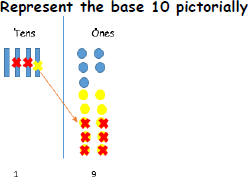 Represent the base 10 pictorially
Tens Ones
1 9